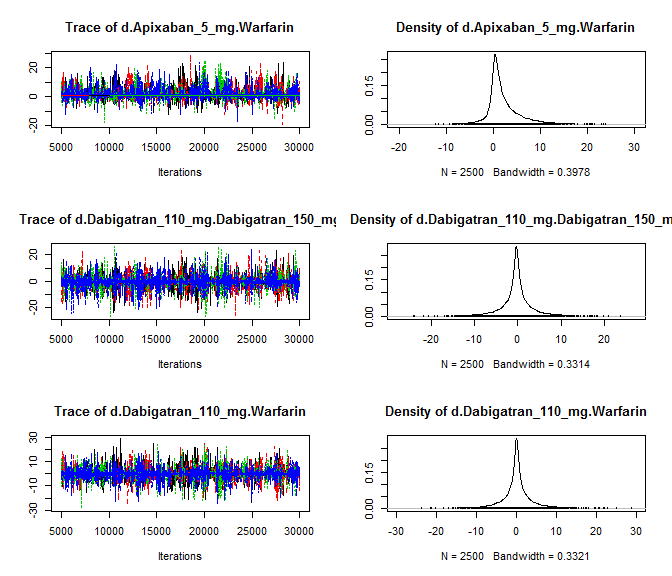 Trace of d.Apixaban_5_mg.Warfarin
20
0
-20
5000 10000 15000 20000 25000 30000
Iterations
Density of d.Apixaban_5_mg.Warfarin
0.15
0.00
-20 -10 0 10 20 30
N = 2500 Bandwidth = 0.3978
Trace of d.Dabigatran_110_mg.Dabigatran_150_mg
20
0
-20
5000 10000 15000 20000 25000 30000
Iterations
Density of d.Dabigatran_110_mg.Dabigatran_150_m
0.15
0.00
-20 -10 0 10 20
N = 2500 Bandwidth = 0.3314
Trace of d.Dabigatran_110_mg.Warfarin
30
10
-10
-30
5000 10000 15000 20000 25000 30000
Iterations
Density of d.Dabigatran_110_mg.Warfarin
0.15
0.00
-30 -20 -10 0 10 20 30
N = 2500 Bandwidth = 0.3321